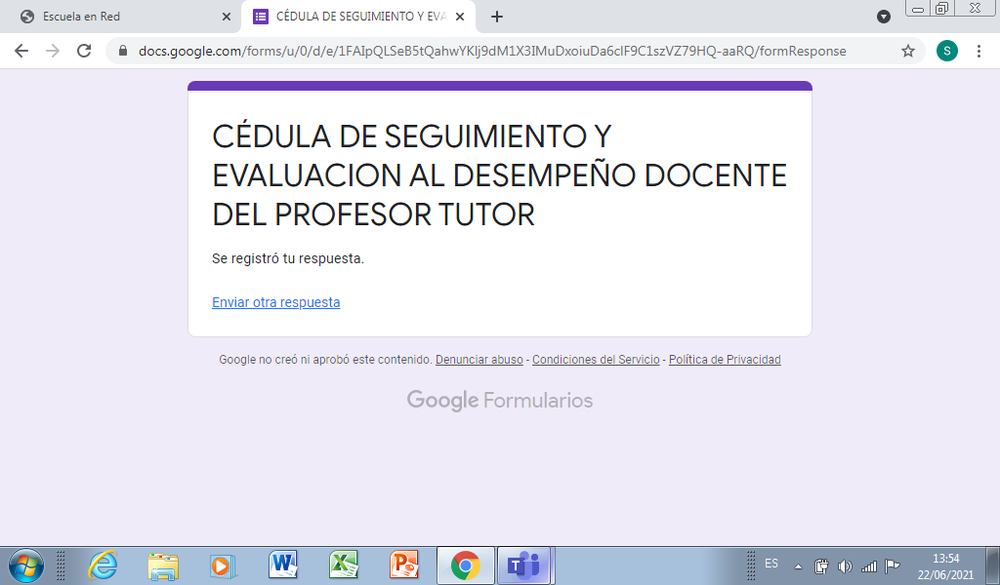 Escuela en Red
CÉDULA DE SEGUIMIENTO Y EVA
docs.google.com/forms/u/0/d/e/1FAIpQLSeB5tQahwYKlj9dM1X3IMuDxoiuDa6clF9C1szVZ79HQ-aaRQ/formResponse
S
CÉDULA DE SEGUIMIENTO Y
EVALUACION AL DESEMPEÑO DOCENTE
DEL PROFESOR TUTOR
Se registró tu respuesta.
Enviar otra respuesta
Google no creó ni aprobó este contenido. Denunciar abuso - Condiciones del Servicio - Política de Privacidad
Google Formularios
ES
13:54
22/06/2021